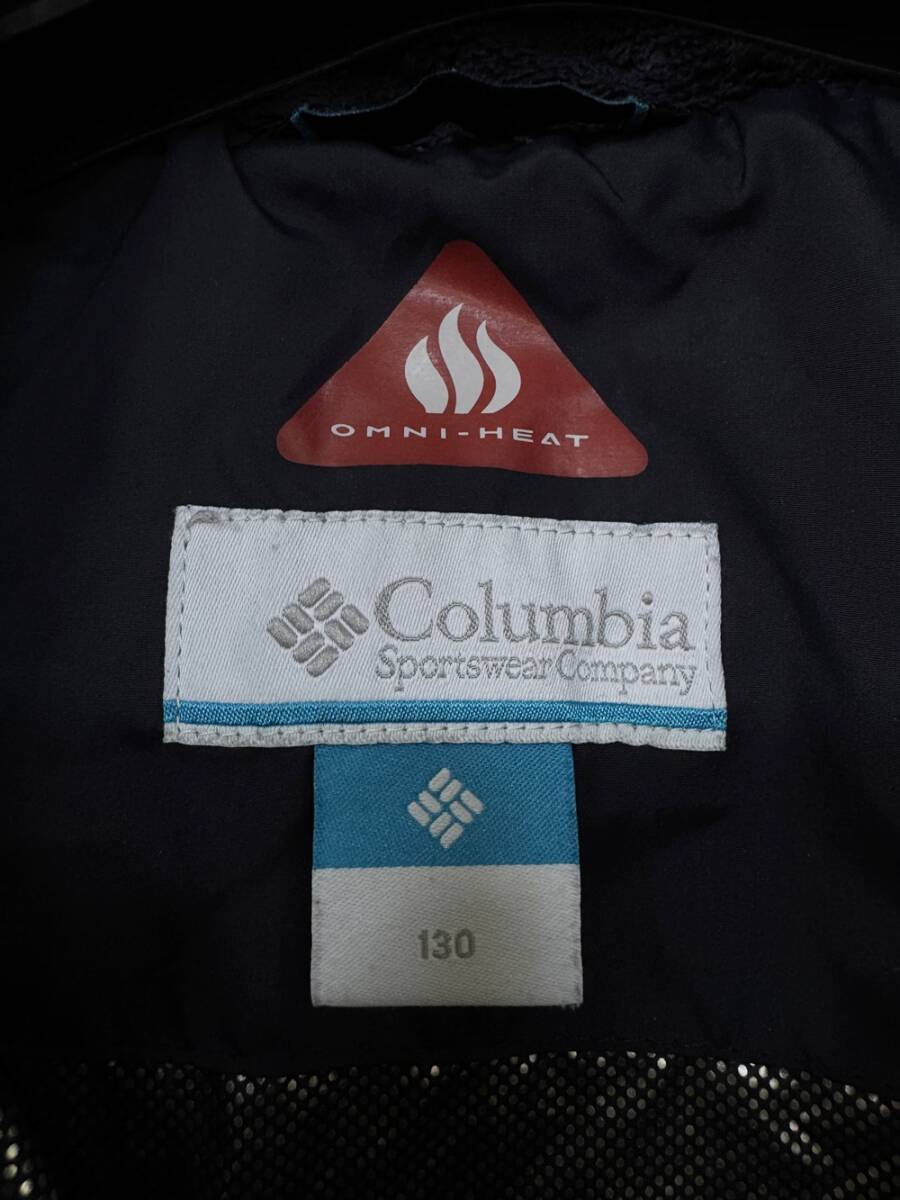 OMNI-HEAT
Columbia
Sportswear Company
130